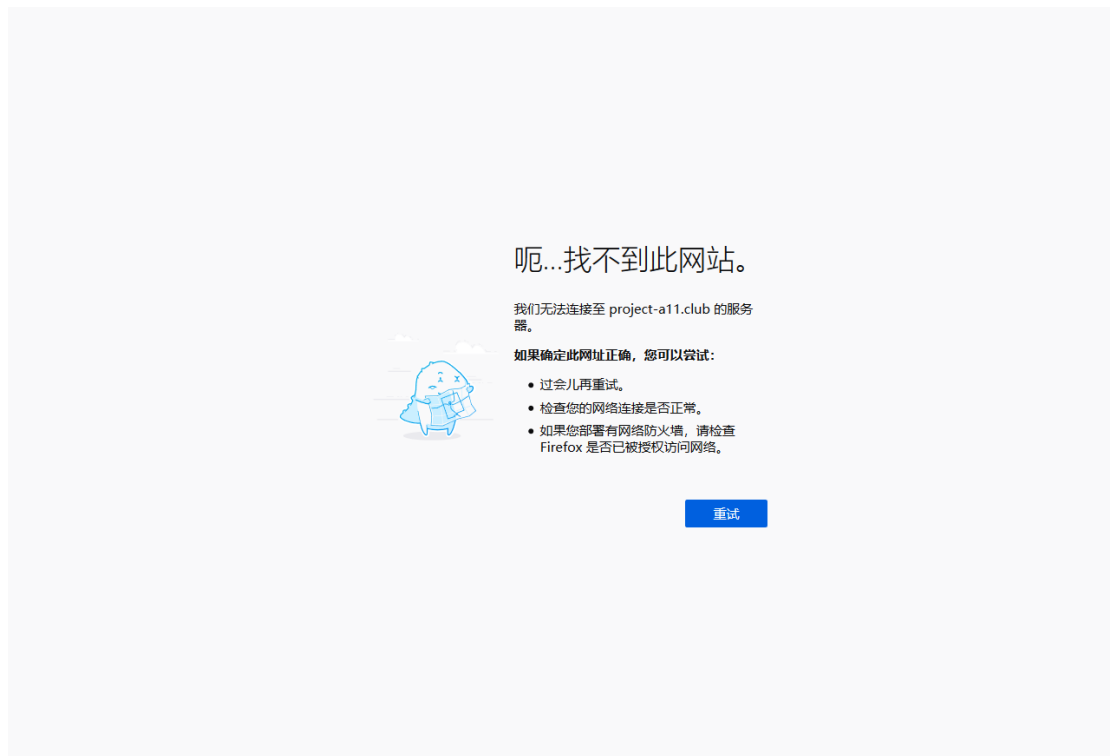 呃...找不到此网站。
我们无法连接至 project-a11.club 的服务
器。
如果确定此网址正确，您可以尝试：
• 过会儿再重试。
• 检查您的网络连接是否正常。
• 如果您部署有网络防火墙，请检查
Firefox 是否已被授权访问网络。
重试